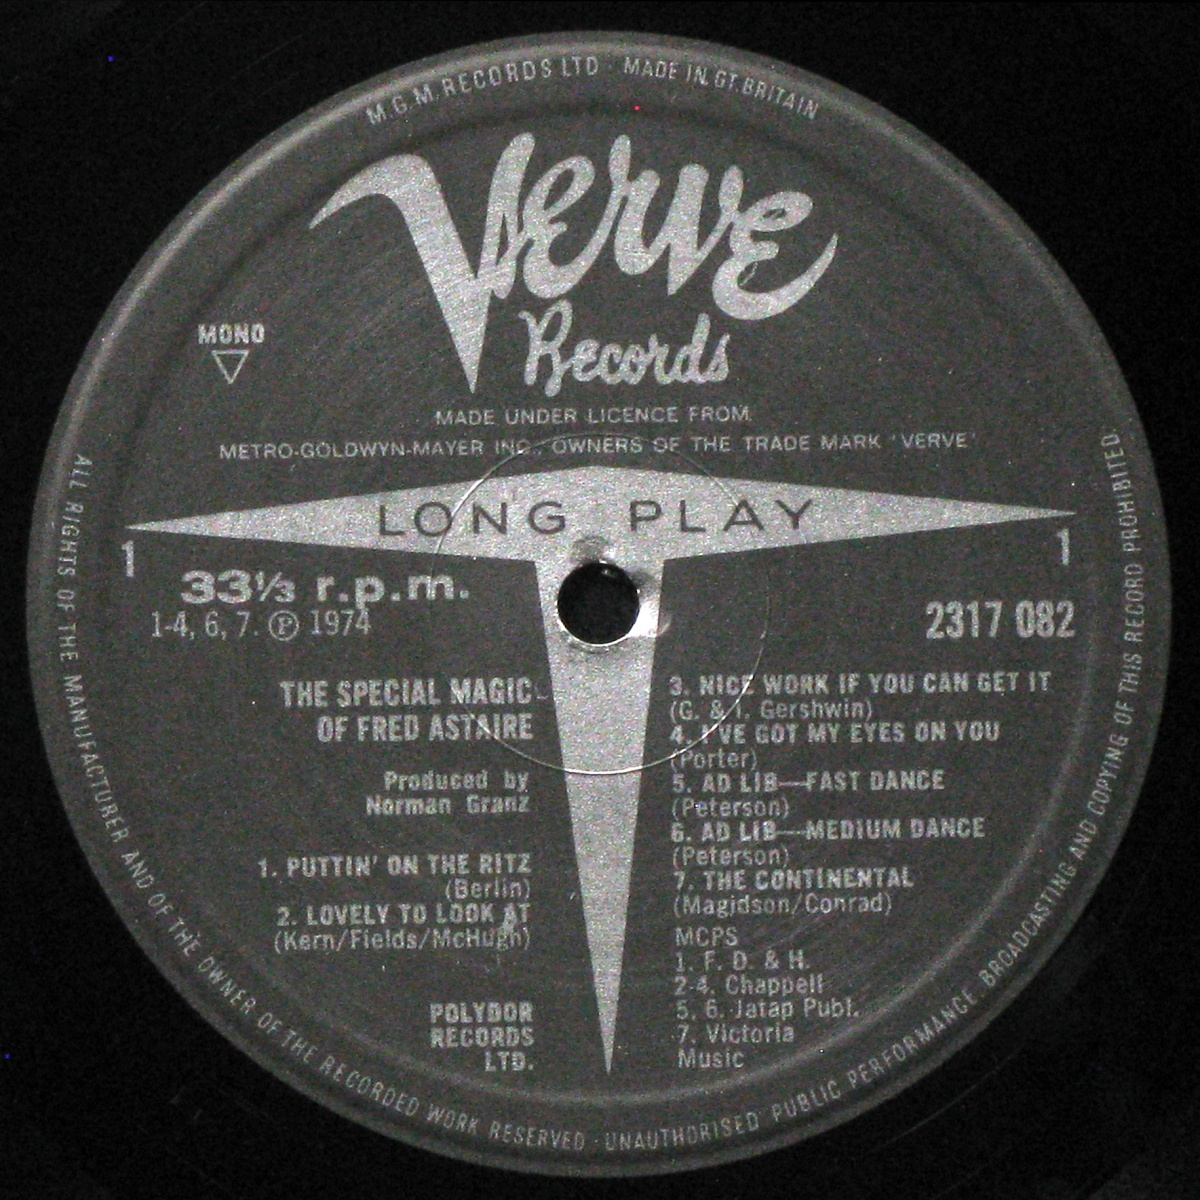 M.G.M. RECORDS LTD · MADE IN GT. BRITAIN
Verve
Records
MONO
MADE UNDER LICENCE FROM
METRO-GOLDWYN-MAYER INC., OWNERS OF THE TRADE MARK 'VERVE'
LONG PLAY
1
1
33⅓ r.p.m.
1-4, 6, 7. Ⓟ 1974
2317 082
THE SPECIAL MAGIC
OF FRED ASTAIRE
Produced by
Norman Granz
1. PUTTIN' ON THE RITZ
(Berlin)
2. LOVELY TO LOOK AT
(Kern/Fields/McHugh)
POLYDOR
RECORDS
LTD.
3. NICE WORK IF YOU CAN GET IT
(G. & I. Gershwin)
4. I'VE GOT MY EYES ON YOU
(Porter)
5. AD LIB—FAST DANCE
(Peterson)
6. AD LIB—MEDIUM DANCE
(Peterson)
7. THE CONTINENTAL
(Magidson/Conrad)
MCPS
1. F. D. & H.
2-4. Chappell
5, 6. Jatap Publ.
7. Victoria
Music
ALL RIGHTS OF THE MANUFACTURER AND OF THE OWNER OF THE RECORDED WORK RESERVED · UNAUTHORISED PUBLIC PERFORMANCE, BROADCASTING AND COPYING OF THIS RECORD PROHIBITED.